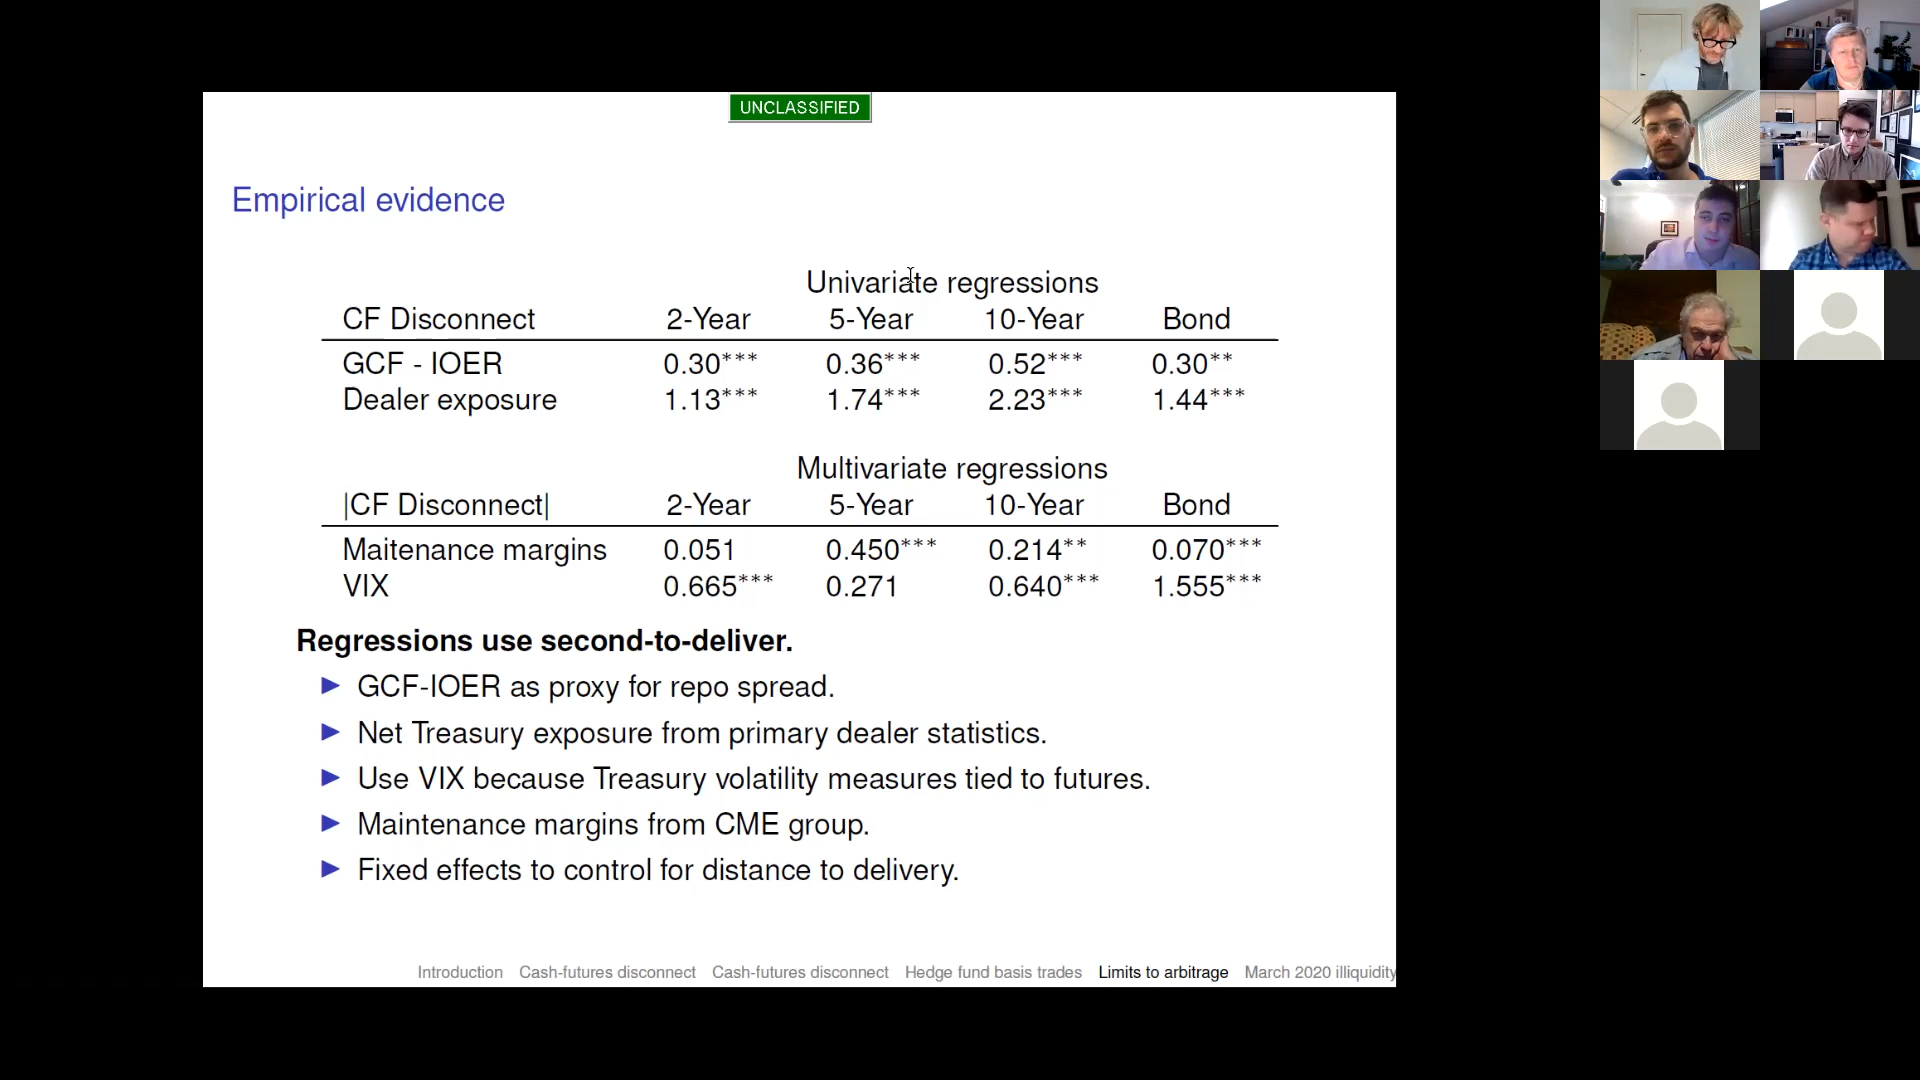 UNCLASSIFIED
Empirical evidence
Univariate regressions
CF Disconnect 2-Year 5-Year 10-Year Bond
GCF - IOER 0.30*** 0.36*** 0.52*** 0.30**
Dealer exposure 1.13*** 1.74*** 2.23*** 1.44***
Multivariate regressions
|CF Disconnect| 2-Year 5-Year 10-Year Bond
Maitenance margins 0.051 0.450*** 0.214** 0.070***
VIX 0.665*** 0.271 0.640*** 1.555***
Regressions use second-to-deliver.
GCF-IOER as proxy for repo spread.
Net Treasury exposure from primary dealer statistics.
Use VIX because Treasury volatility measures tied to futures.
Maintenance margins from CME group.
Fixed effects to control for distance to delivery.
Introduction Cash-futures disconnect Cash-futures disconnect Hedge fund basis trades Limits to arbitrage March 2020 illiquidity